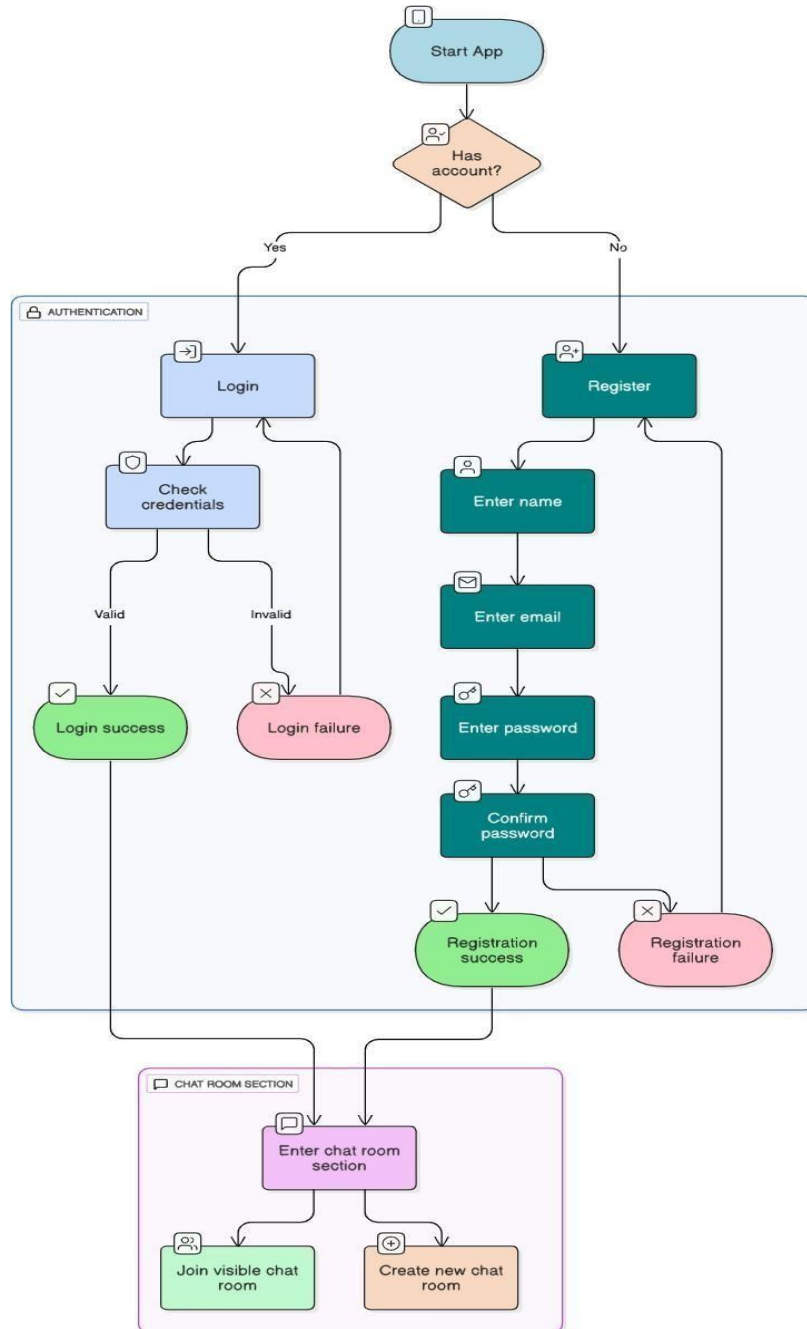 Start App
Has
account?
Yes
No
AUTHENTICATION
Login
Register
Check
credentials
Enter name
Valid
Invalid
Enter email
Login success
Login failure
Enter password
Confirm
password
Registration
success
Registration
failure
CHAT ROOM SECTION
Enter chat room
section
Join visible chat
room
Create new chat
room